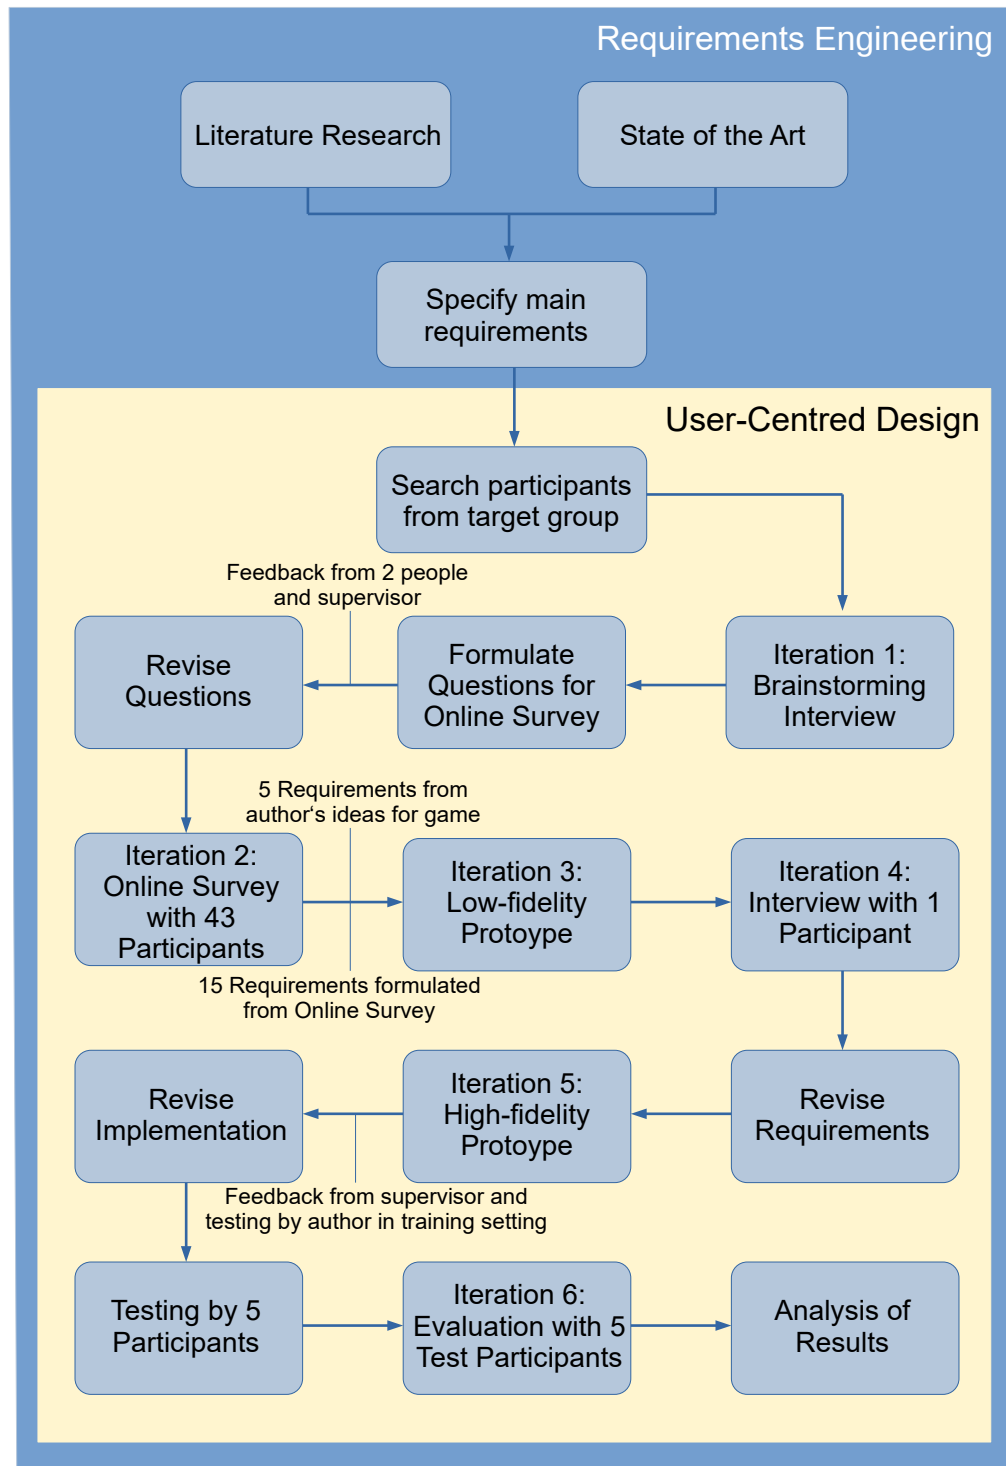 Requirements Engineering
Literature Research
State of the Art
Specify main
requirements
User-Centred Design
Search participants
from target group
Feedback from 2 people
and supervisor
Revise
Questions
Formulate
Questions for
Online Survey
Iteration 1:
Brainstorming
Interview
5 Requirements from
author‘s ideas for game
Iteration 2:
Online Survey
with 43
Participants
Iteration 3:
Low-fidelity
Protoype
Iteration 4:
Interview with 1
Participant
15 Requirements formulated
from Online Survey
Revise
Implementation
Iteration 5:
High-fidelity
Protoype
Revise
Requirements
Feedback from supervisor and
testing by author in training setting
Testing by 5
Participants
Iteration 6:
Evaluation with 5
Test Participants
Analysis of
Results